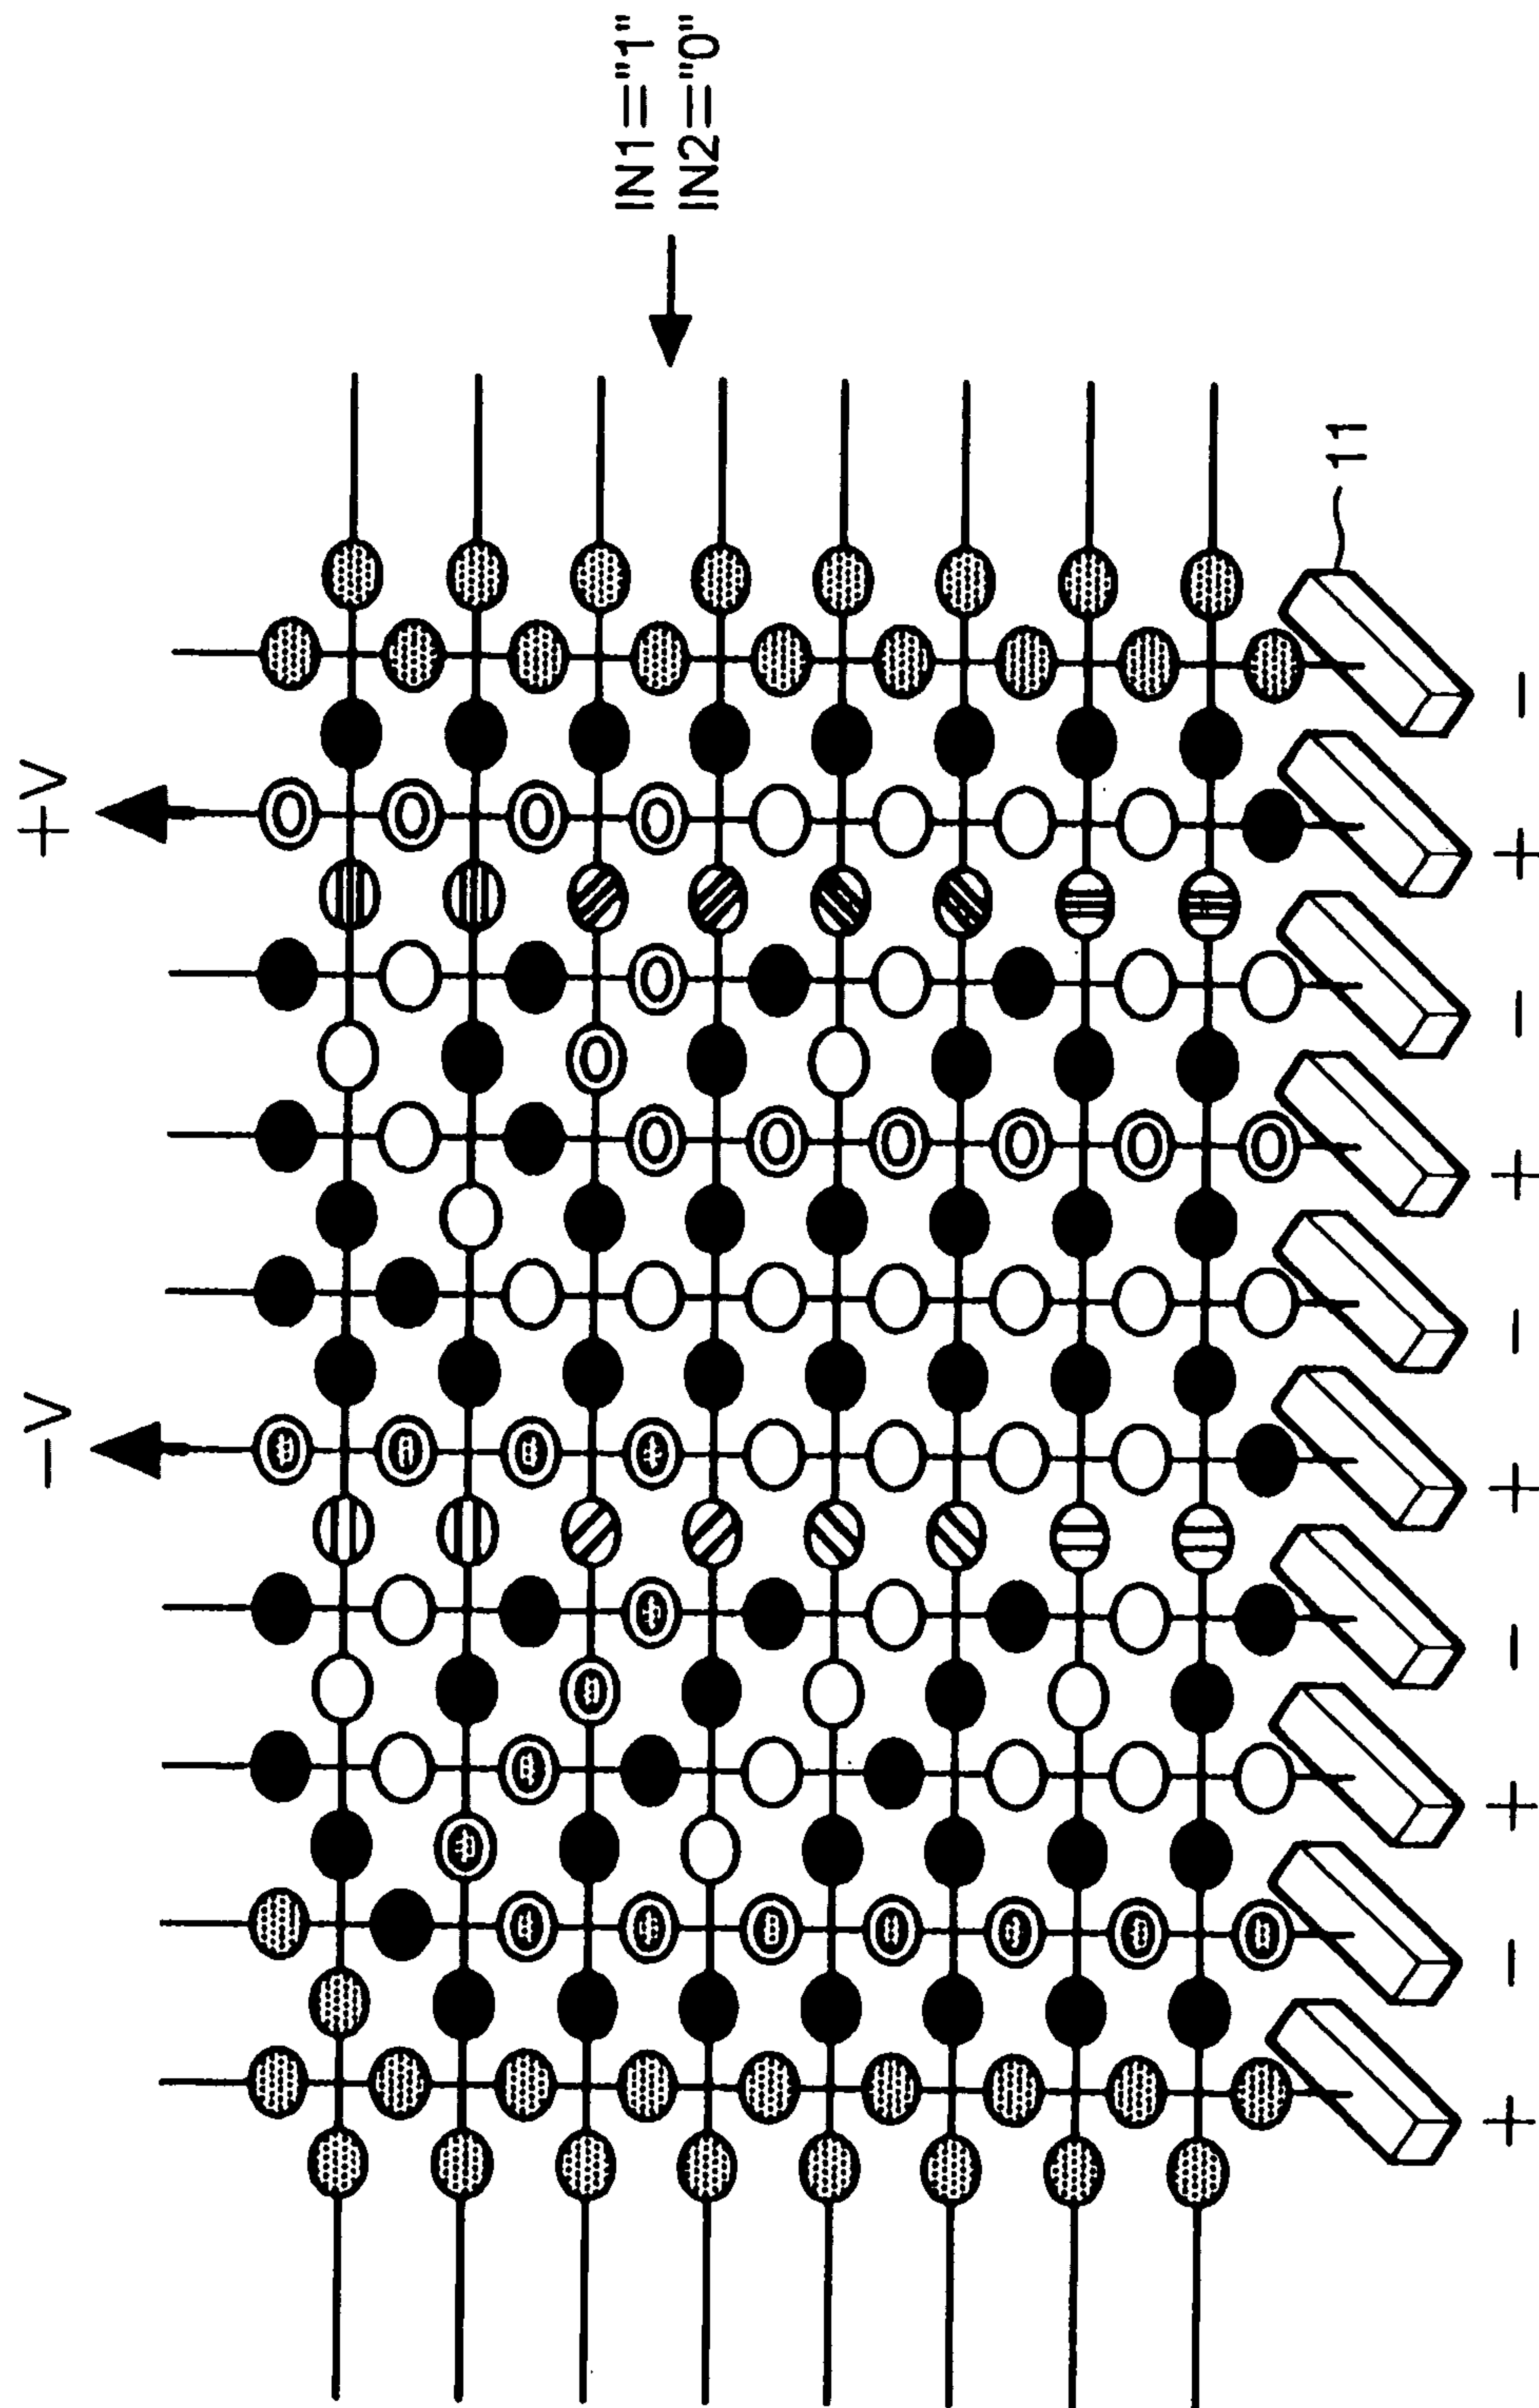 IN1="1"
IN2="0"
+V
−V
11
−
+
−
+
−
+
−
+
−
+